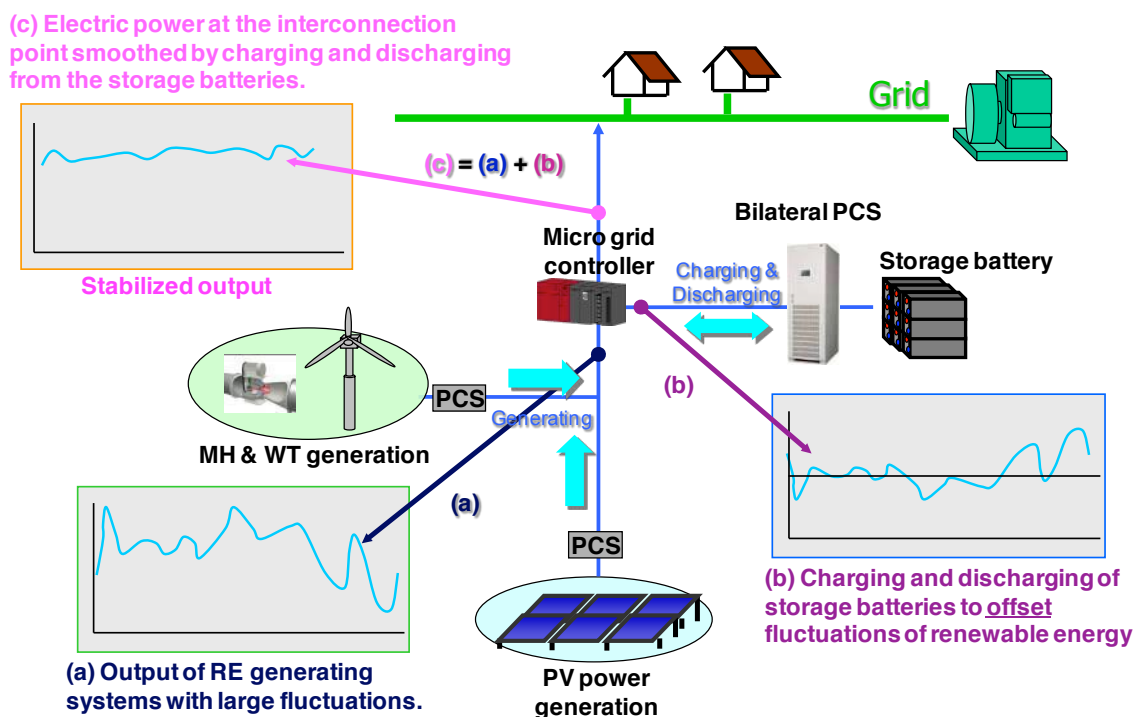 (c) Electric power at the interconnection
point smoothed by charging and discharging
from the storage batteries.
Grid
(c) = (a) + (b)
Bilateral PCS
Micro grid
controller
Charging &
Discharging
Storage battery
Stabilized output
PCS
Generating
(b)
MH & WT generation
(a)
PCS
(b) Charging and discharging of
storage batteries to offset
fluctuations of renewable energy
(a) Output of RE generating
systems with large fluctuations.
PV power
generation